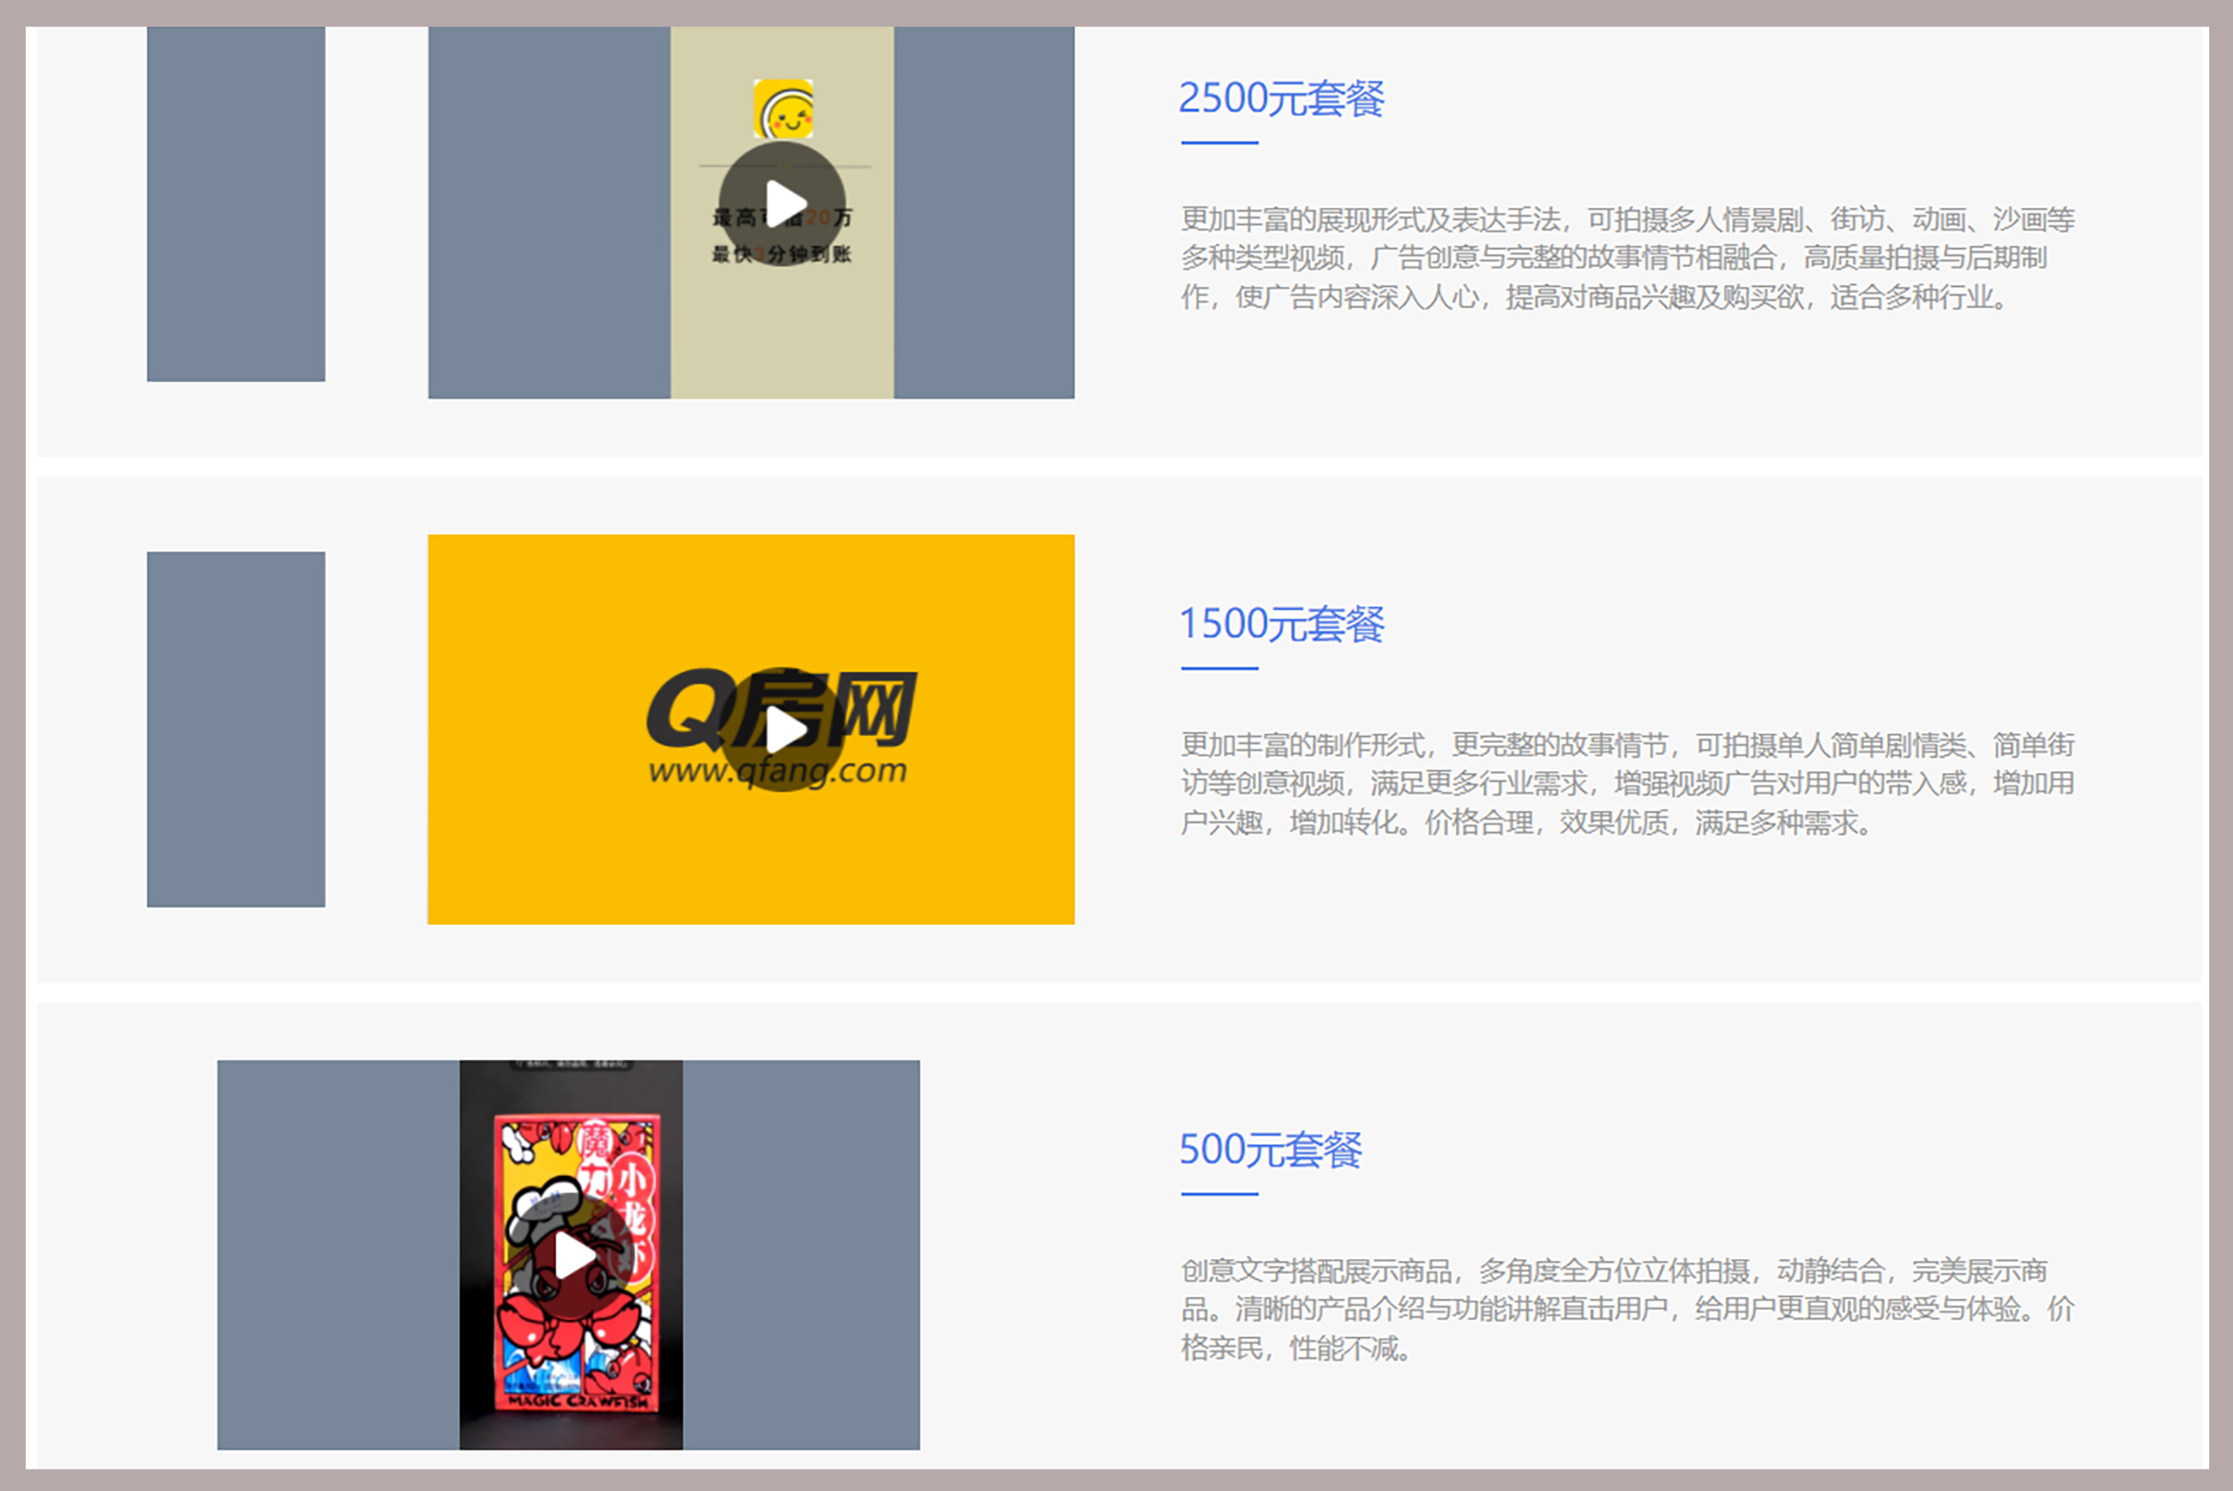 2500元套餐
最高可借20万
最快3分钟到账
更加丰富的展现形式及表达手法，可拍摄多人情景剧、街访、动画、沙画等
多种类型视频，广告创意与完整的故事情节相融合，高质量拍摄与后期制
作，使广告内容深入人心，提高对商品兴趣及购买欲，适合多种行业。
Q房网
www.qfang.com
1500元套餐
更加丰富的制作形式，更完整的故事情节，可拍摄单人简单剧情类、简单街
访等创意视频，满足更多行业需求，增强视频广告对用户的带入感，增加用
户兴趣，增加转化。价格合理，效果优质，满足多种需求。
魔力
小龙虾
MAGIC CRAWFISH
500元套餐
创意文字搭配展示商品，多角度全方位立体拍摄，动静结合，完美展示商
品。清晰的产品介绍与功能讲解直击用户，给用户更直观的感受与体验。价
格亲民，性能不减。